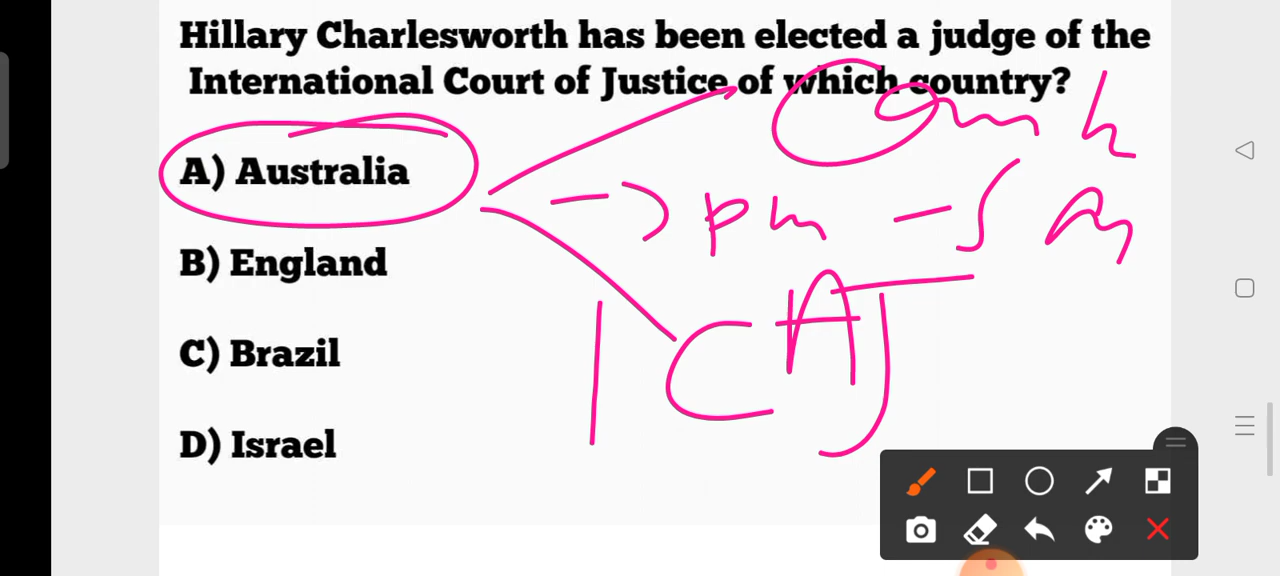 Hillary Charlesworth has been elected a judge of the
International Court of Justice of which country?
A) Australia
→ pm - S m
B) England
C) Brazil
D) Israel